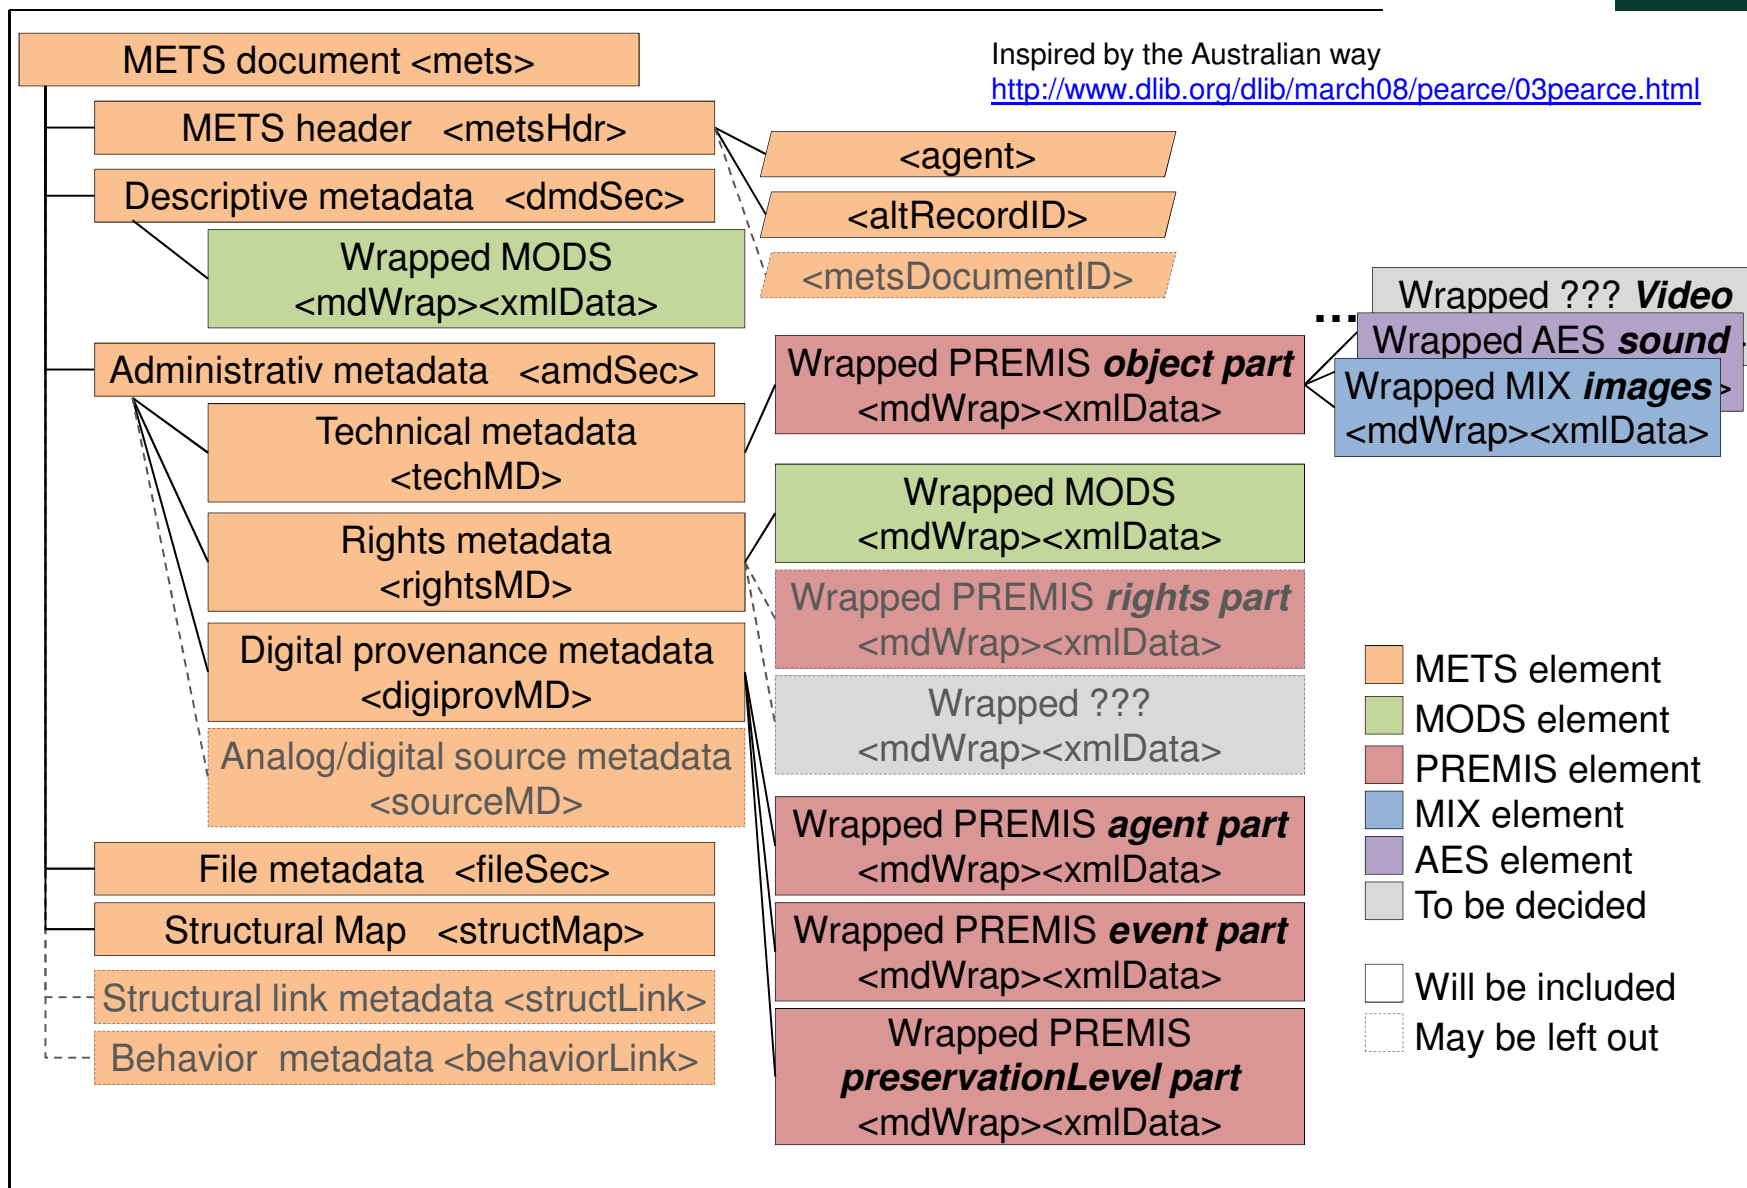 Inspired by the Australian way
http://www.dlib.org/dlib/march08/pearce/03pearce.html
METS document <mets>
METS header <metsHdr>
<agent>
<altRecordID>
<metsDocumentID>
Descriptive metadata <dmdSec>
Wrapped MODS
<mdWrap><xmlData>
Administrativ metadata <amdSec>
Technical metadata
<techMD>
Wrapped PREMIS object part
<mdWrap><xmlData>
...
Wrapped ??? Video
Wrapped AES sound
Wrapped MIX images
<mdWrap><xmlData>
Rights metadata
<rightsMD>
Wrapped MODS
<mdWrap><xmlData>
Wrapped PREMIS rights part
<mdWrap><xmlData>
Wrapped ???
<mdWrap><xmlData>
Digital provenance metadata
<digiprovMD>
Wrapped PREMIS agent part
<mdWrap><xmlData>
Wrapped PREMIS event part
<mdWrap><xmlData>
Wrapped PREMIS
preservationLevel part
<mdWrap><xmlData>
Analog/digital source metadata
<sourceMD>
File metadata <fileSec>
Structural Map <structMap>
Structural link metadata <structLink>
Behavior metadata <behaviorLink>
METS element
MODS element
PREMIS element
MIX element
AES element
To be decided
Will be included
May be left out